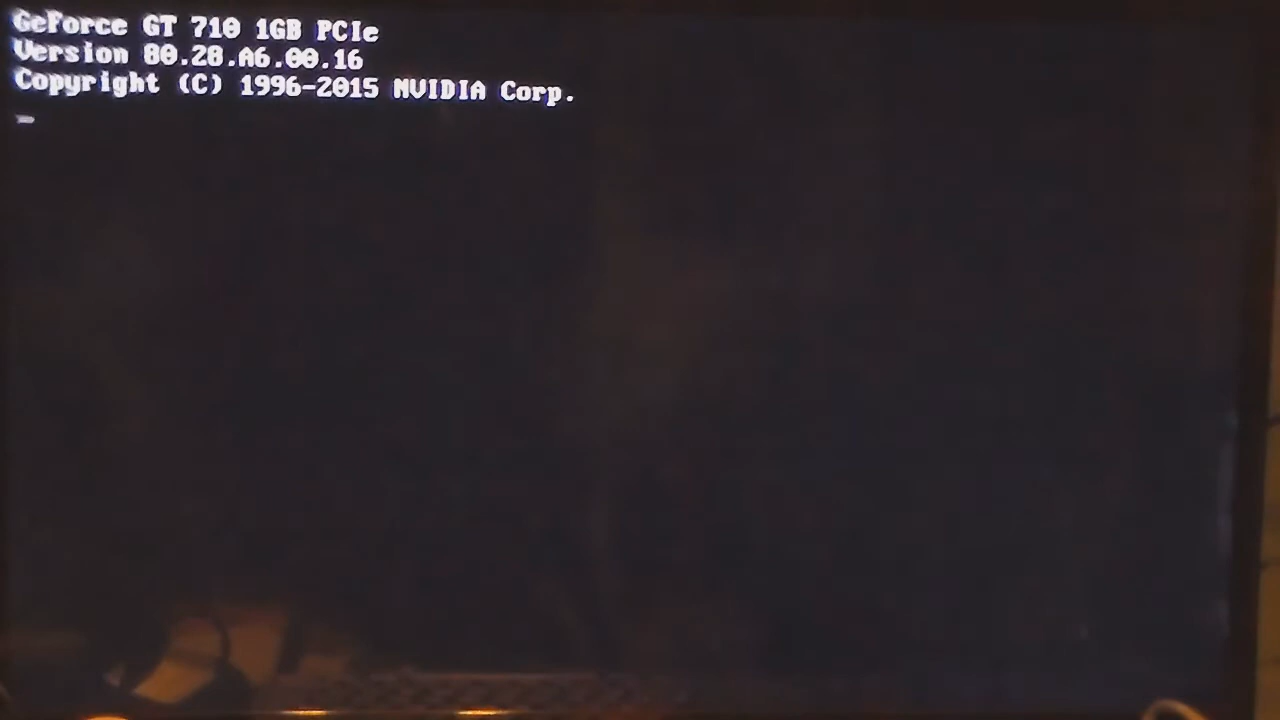 GeForce GT 710 1GB PCIe
Version 80.28.A6.00.16
Copyright (C) 1996-2015 NVIDIA Corp.